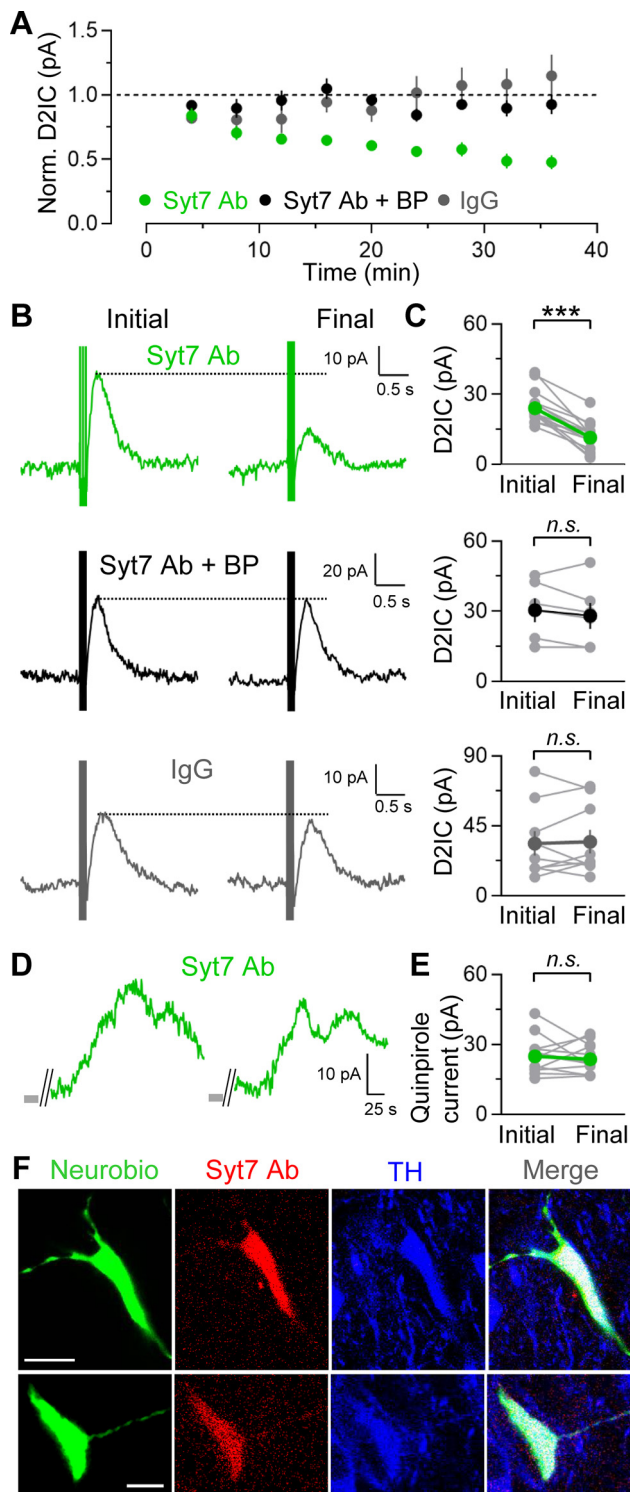 A
Norm. D2IC (pA)
1.5
1.0
0.5
0.0
Syt7 Ab Syt7 Ab + BP IgG
0 10 20 30 40
Time (min)
B
Initial Final
Syt7 Ab
10 pA
0.5 s
Syt7 Ab + BP
20 pA
0.5 s
IgG
10 pA
0.5 s
C
***
D2IC (pA)
60
30
0
Initial Final
n.s.
D2IC (pA)
60
30
0
Initial Final
n.s.
D2IC (pA)
90
45
0
Initial Final
D
Syt7 Ab
10 pA
25 s
E
n.s.
Quinpirole
current (pA)
60
30
0
Initial Final
F
Neurobio Syt7 Ab TH Merge